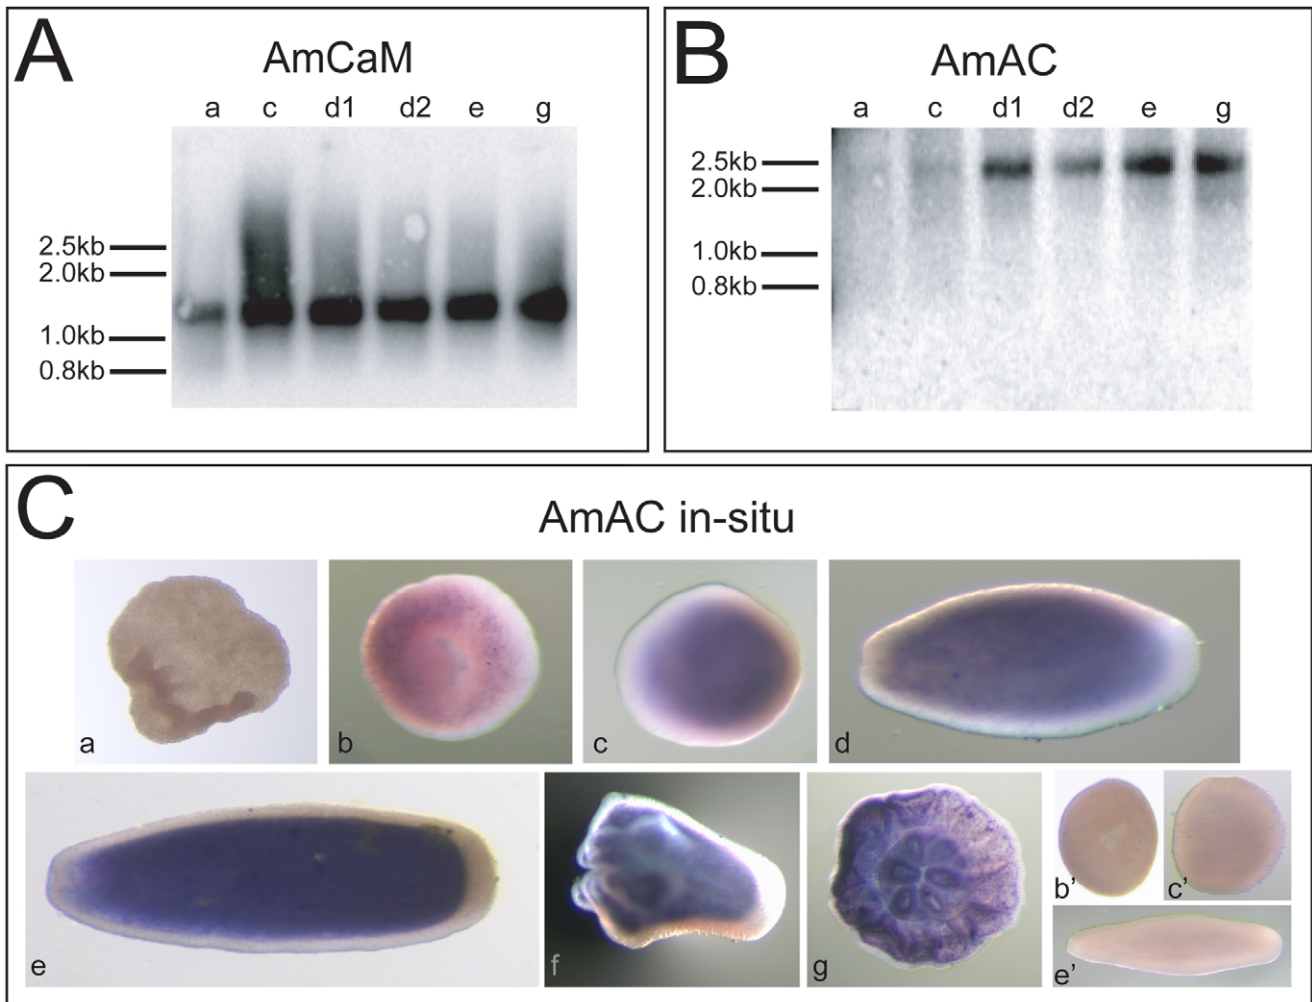 A
AmCaM
a c d1 d2 e g
2.5kb
2.0kb
1.0kb
0.8kb
B
AmAC
a c d1 d2 e g
2.5kb
2.0kb
1.0kb
0.8kb
C
AmAC in-situ
a b c d
e f g b’ c’
e’